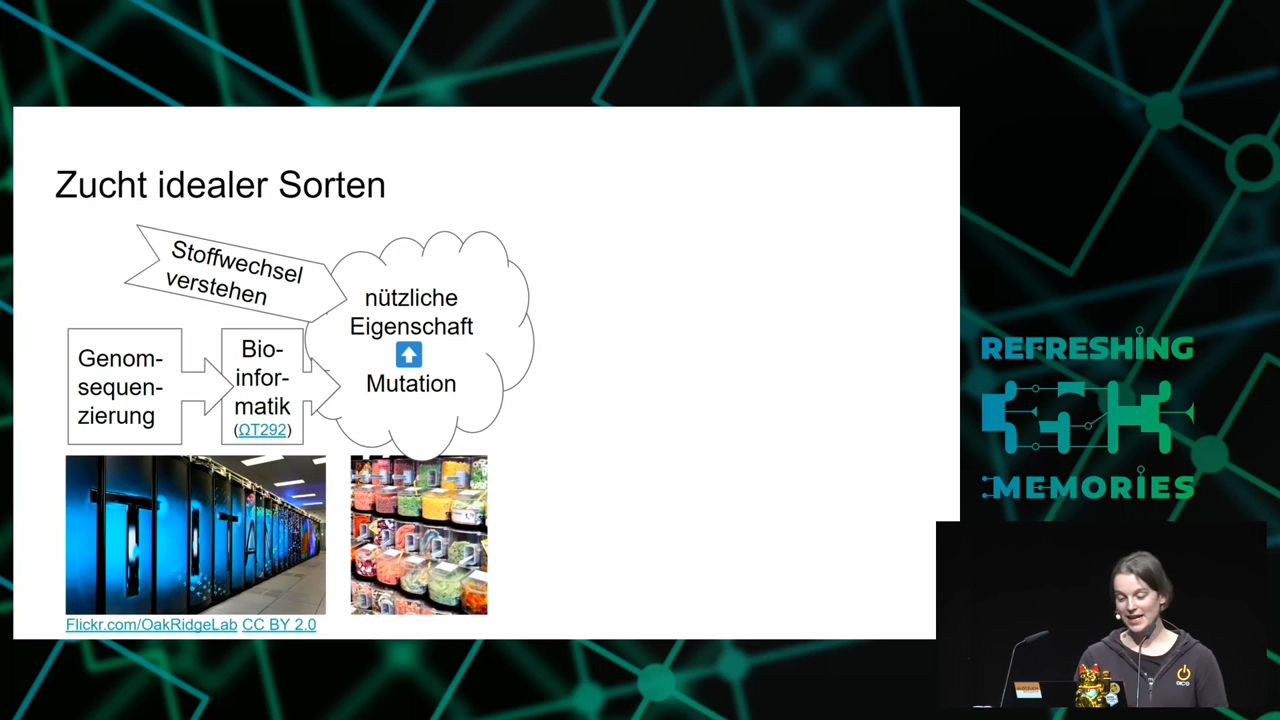 Zucht idealer Sorten
Stoffwechsel
verstehen
nützliche
Eigenschaft
Mutation
Genom-
sequen-
zierung
Bio-
infor-
matik
(ΩT292)
TITAN
Flickr.com/OakRidgeLab CC BY 2.0
REFRESHING
MEMORIES